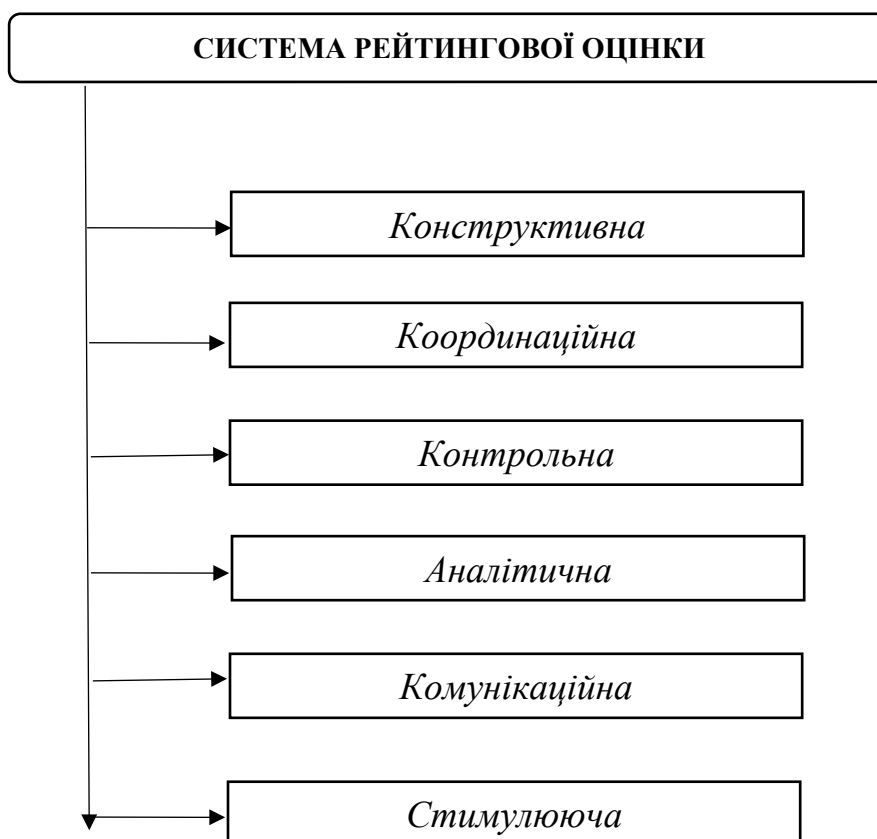 СИСТЕМА РЕЙТИНГОВОЇ ОЦІНКИ
Конструктивна
Координаційна
Контрольна
Аналітична
Комунікаційна
Стимулююча